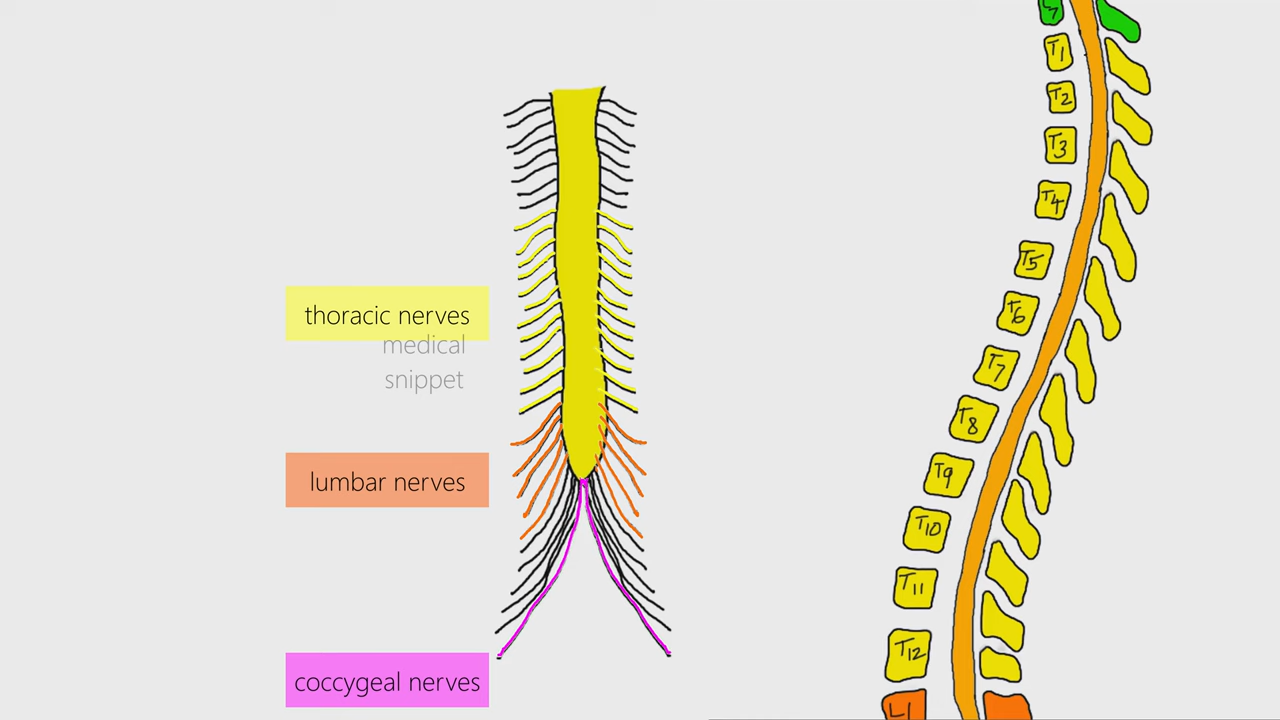 thoracic nerves
medical
snippet
lumbar nerves
coccygeal nerves
T1
T2
T3
T4
T5
T6
T7
T8
T9
T10
T11
T12
L1